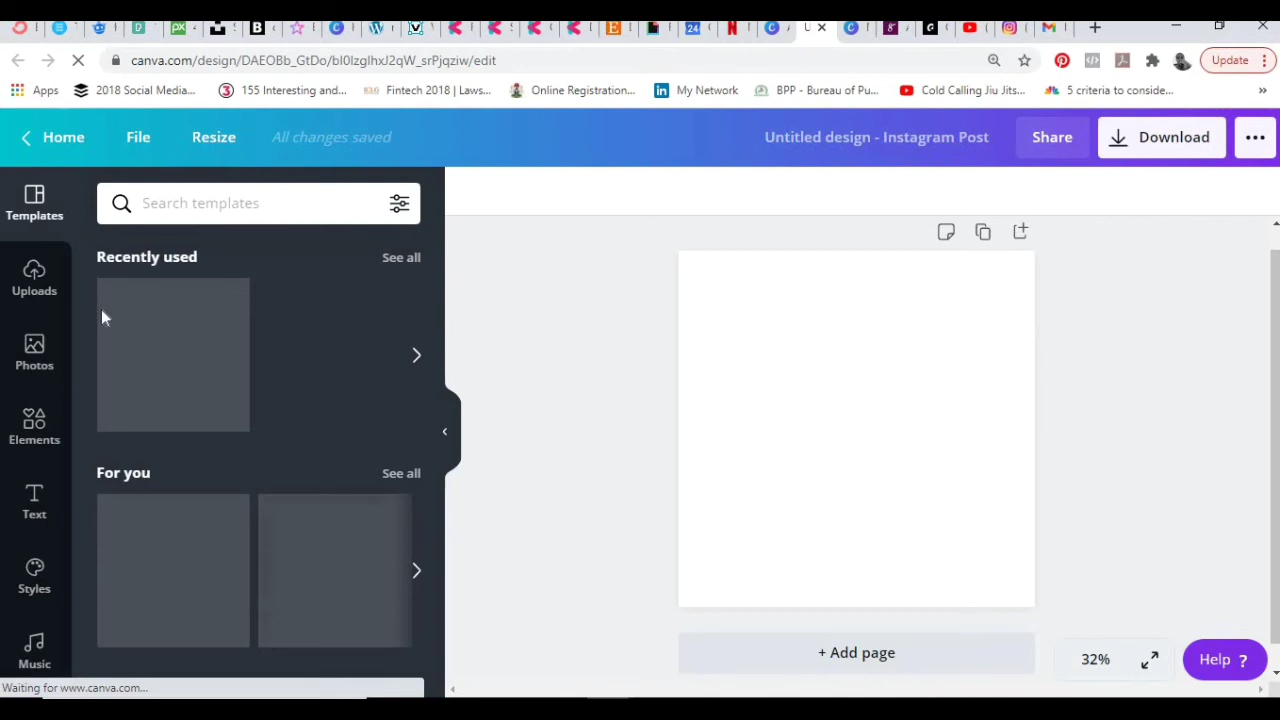 canva.com/design/DAEOBb_GtDo/bI0IzgIhxJ2qW_srPjqziw/edit
Update
Apps
2018 Social Media...
155 Interesting and...
Fintech 2018 | Laws...
Online Registration...
My Network
BPP - Bureau of Pu...
Cold Calling Jiu Jits...
5 criteria to conside...
»
Home
File
Resize
All changes saved
Untitled design - Instagram Post
Share
Download
Templates
Search templates
Recently used
See all
Uploads
Photos
Elements
For you
See all
Text
Styles
Music
+ Add page
32%
Help ?
Waiting for www.canva.com...